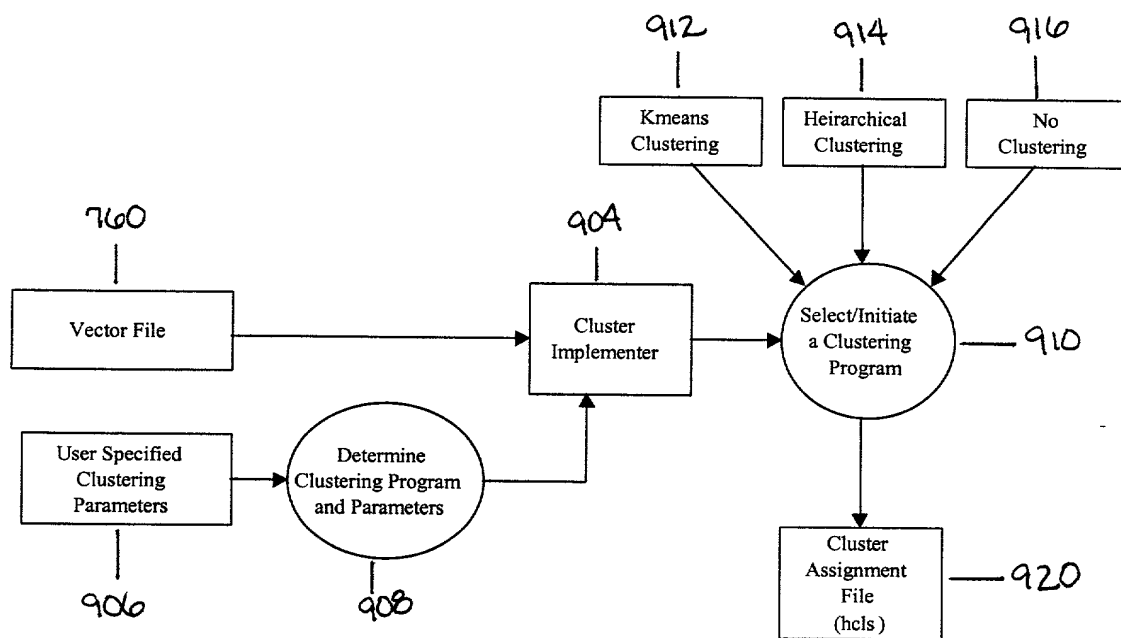 912
914
916
Kmeans
Clustering
Heirarchical
Clustering
No
Clustering
760
904
Vector File
Cluster
Implementer
Select/Initiate
a Clustering
Program
910
User Specified
Clustering
Parameters
Determine
Clustering Program
and Parameters
906
908
Cluster
Assignment
File
(hcls )
920